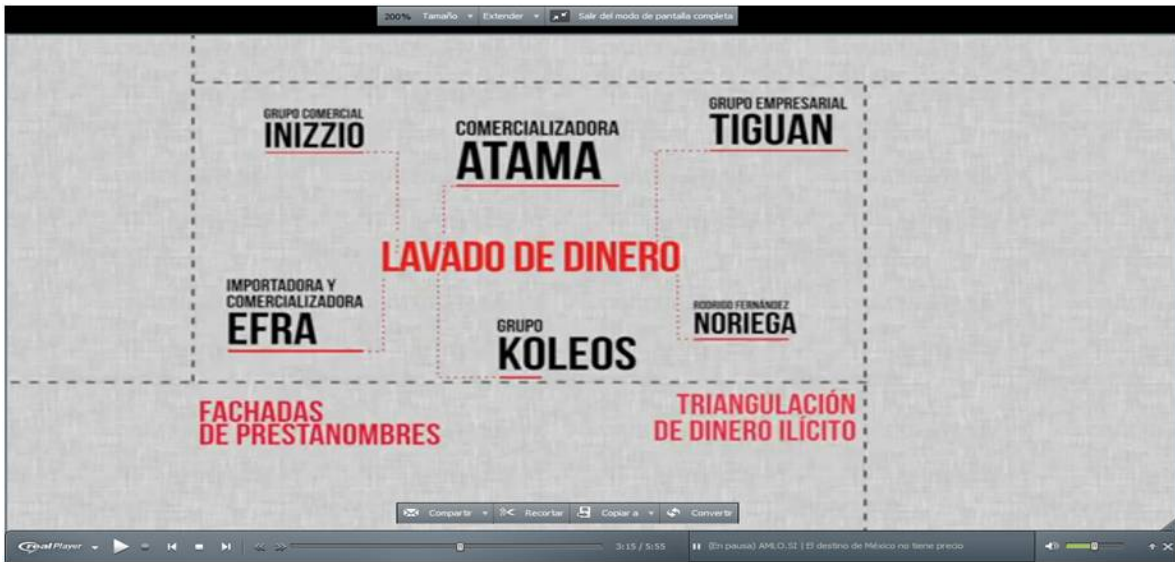 200% Tamaño Extender Salir del modo de pantalla completa
GRUPO COMERCIAL
INIZZIO
COMERCIALIZADORA
ATAMA
GRUPO EMPRESARIAL
TIGUAN
LAVADO DE DINERO
IMPORTADORA Y
COMERCIALIZADORA
EFRA
GRUPO
KOLEOS
RODRIGO FERNÁNDEZ
NORIEGA
FACHADAS
DE PRESTANOMBRES
TRIANGULACIÓN
DE DINERO ILÍCITO
Compartir Recortar Copiar a Convertir
realPlayer 3:15 / 5:55 (En pausa) AMLO.SI | El destino de México no tiene precio